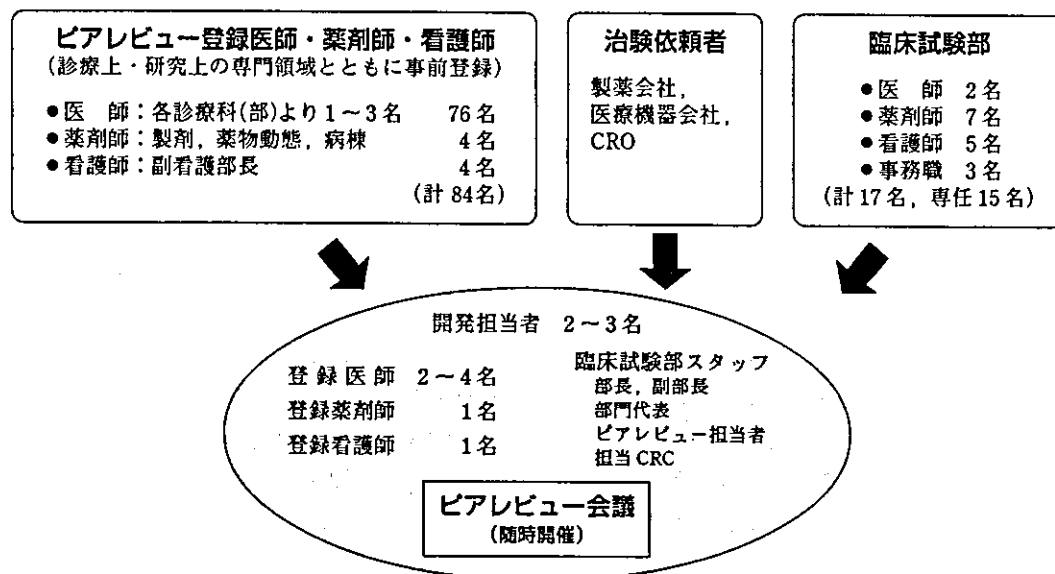 ピアレビュー登録医師・薬剤師・看護師
(診療上・研究上の専門領域とともに事前登録)
●医　師：各診療科(部)より1～3名　76名
●薬剤師：製剤，薬物動態，病棟　4名
●看護師：副看護部長　4名
(計84名)
治験依頼者
製薬会社，
医療機器会社，
CRO
臨床試験部
●医　師　2名
●薬剤師　7名
●看護師　5名
●事務職　3名
(計17名，専任15名)
開発担当者　2～3名
登録医師　2～4名
登録薬剤師　1名
登録看護師　1名
臨床試験部スタッフ
部長，副部長
部門代表
ピアレビュー担当者
担当CRC
ピアレビュー会議
(随時開催)